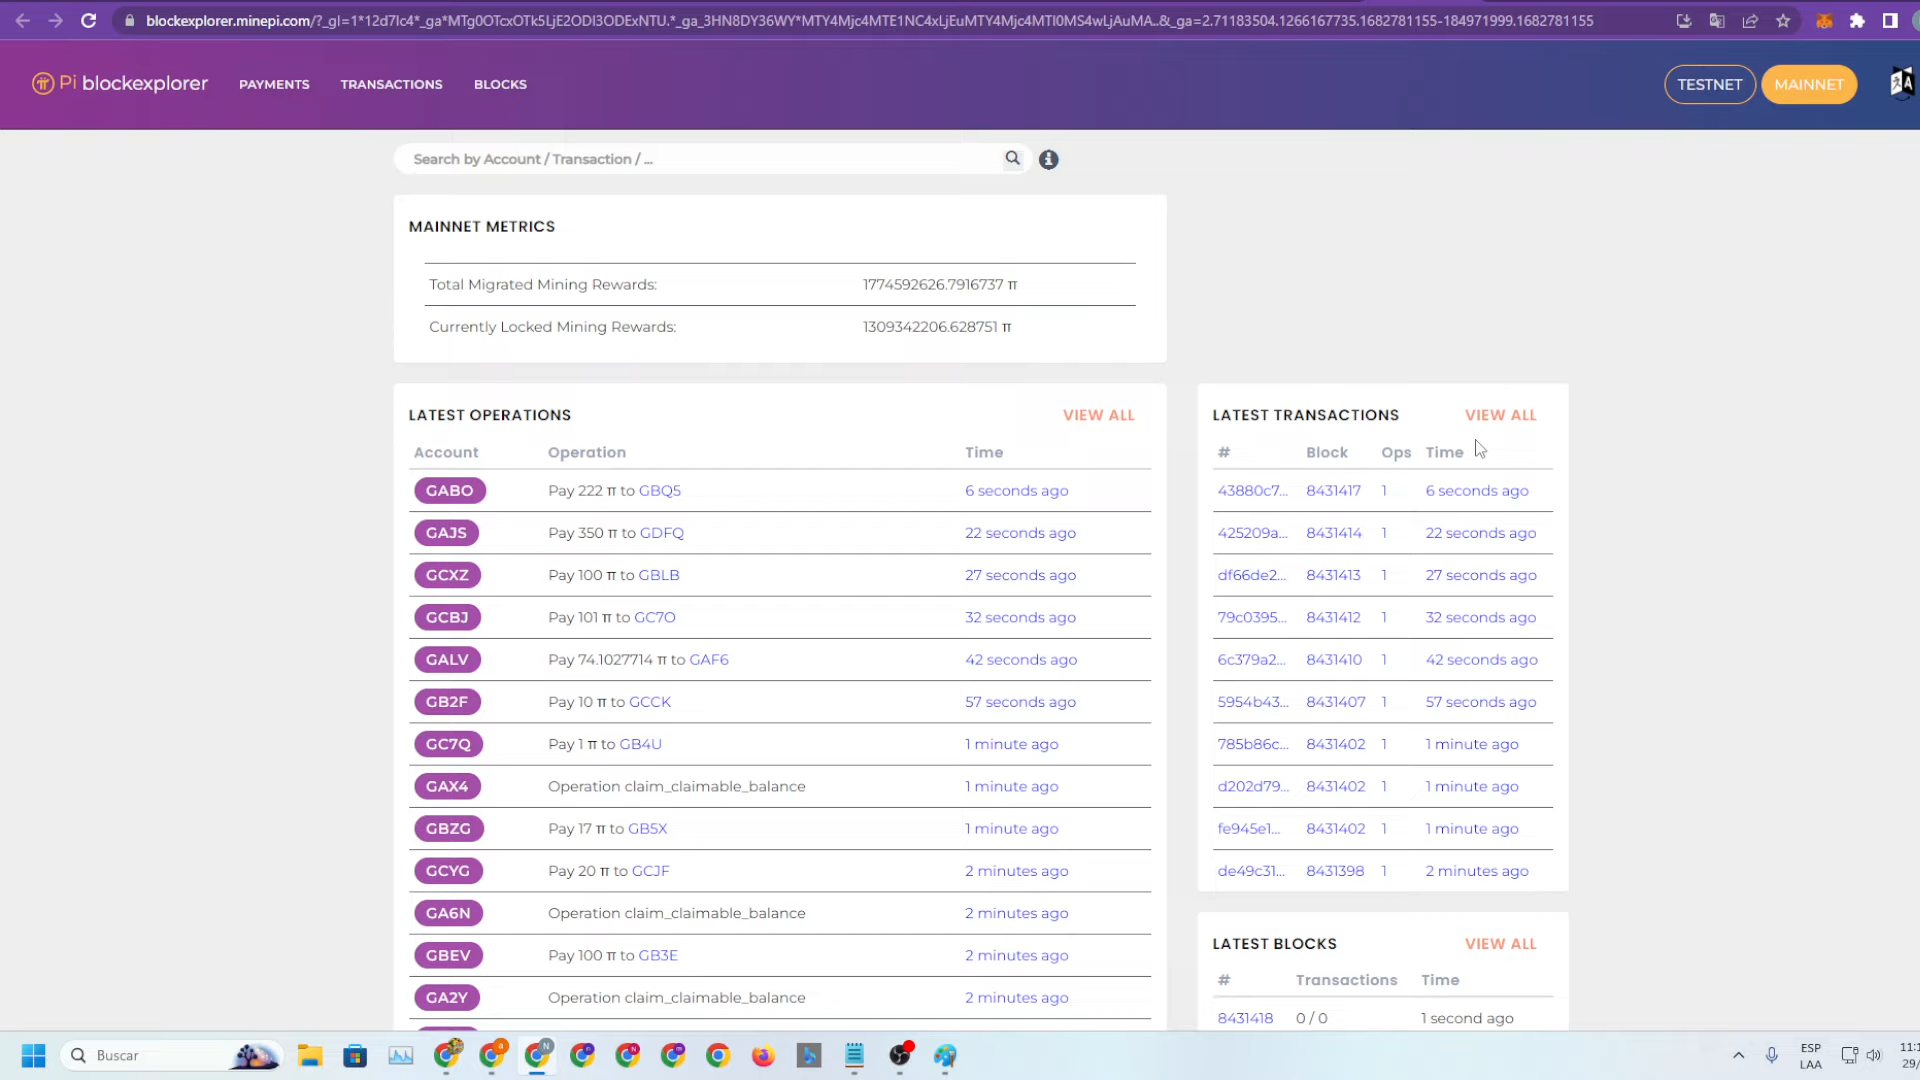 blockexplorer.minepi.com/?_gl=1*12d7lc4*_ga*MTg0OTcxOTk5LjE2ODI3ODExNTU.*_ga_3HN8DY36WY*MTY4Mjc4MTE1NC4xLjEuMTY4Mjc4MTI0MS4wLjAuMA..&_ga=2.71183504.1266167735.1682781155-184971999.1682781155
Pi blockexplorer PAYMENTS TRANSACTIONS BLOCKS TESTNET MAINNET
Search by Account / Transaction / ...
MAINNET METRICS
Total Migrated Mining Rewards: 1774592626.7916737 π
Currently Locked Mining Rewards: 1309342206.628751 π
LATEST OPERATIONS VIEW ALL
Account Operation Time
GABO Pay 222 π to GBQ5 6 seconds ago
GAJS Pay 350 π to GDFQ 22 seconds ago
GCXZ Pay 100 π to GBLB 27 seconds ago
GCBJ Pay 101 π to GC7O 32 seconds ago
GALV Pay 74.1027714 π to GAF6 42 seconds ago
GB2F Pay 10 π to GCCK 57 seconds ago
GC7Q Pay 1 π to GB4U 1 minute ago
GAX4 Operation claim_claimable_balance 1 minute ago
GBZG Pay 17 π to GB5X 1 minute ago
GCYG Pay 20 π to GCJF 2 minutes ago
GA6N Operation claim_claimable_balance 2 minutes ago
GBEV Pay 100 π to GB3E 2 minutes ago
GA2Y Operation claim_claimable_balance 2 minutes ago
LATEST TRANSACTIONS VIEW ALL
# Block Ops Time
43880c7... 8431417 1 6 seconds ago
425209a... 8431414 1 22 seconds ago
df66de2... 8431413 1 27 seconds ago
79c0395... 8431412 1 32 seconds ago
6c379a2... 8431410 1 42 seconds ago
5954b43... 8431407 1 57 seconds ago
785b86c... 8431402 1 1 minute ago
d202d79... 8431402 1 1 minute ago
fe945e1... 8431402 1 1 minute ago
de49c31... 8431398 1 2 minutes ago
LATEST BLOCKS VIEW ALL
# Transactions Time
8431418 0 / 0 1 second ago
Buscar
ESP
LAA
11:1
29/